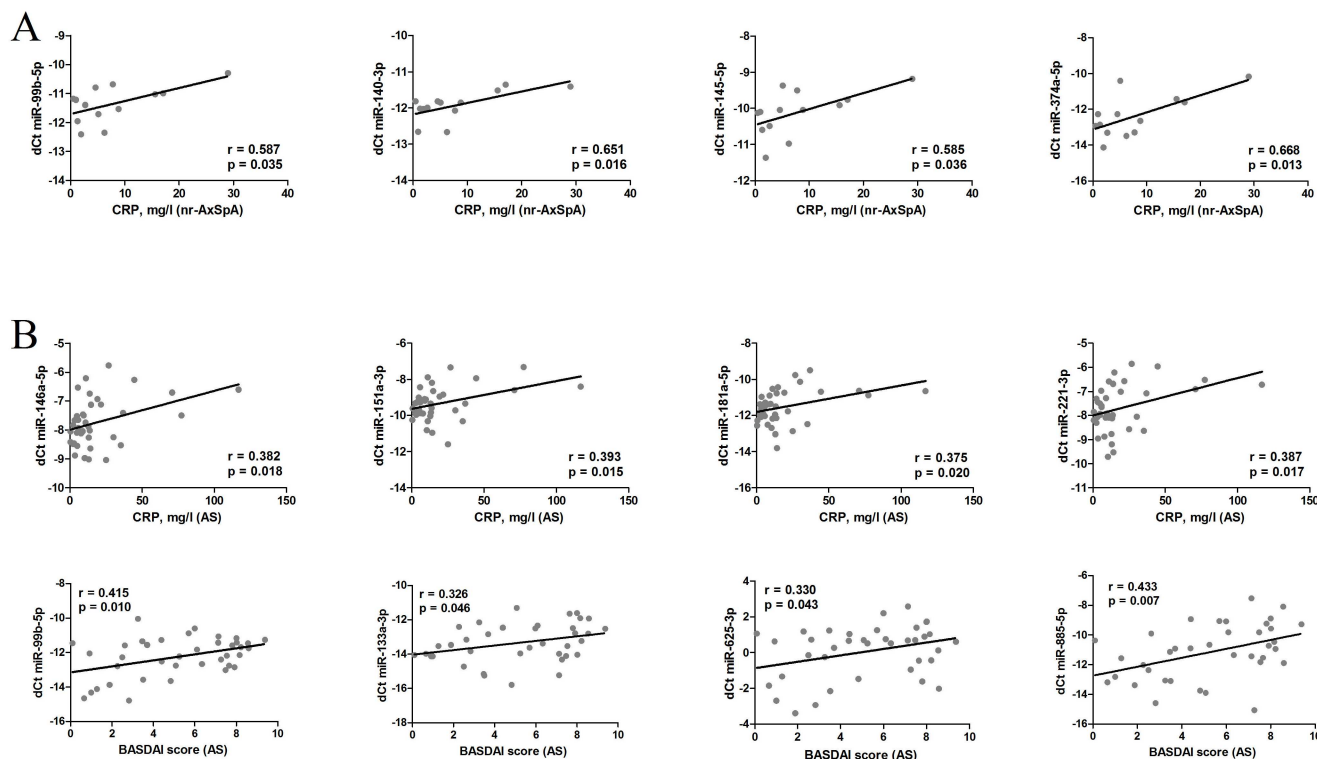 A
dCt miR-99b-5p
-9
-10
-11
-12
-13
-14
0
10
20
30
40
r = 0.587
p = 0.035
CRP, mg/l (nr-AxSpA)
dCt miR-140-3p
-10
-11
-12
-13
-14
0
10
20
30
40
r = 0.651
p = 0.016
CRP, mg/l (nr-AxSpA)
dCt miR-145-5p
-8
-9
-10
-11
-12
0
10
20
30
40
r = 0.585
p = 0.036
CRP, mg/l (nr-AxSpA)
dCt miR-374a-5p
-8
-10
-12
-14
-16
0
10
20
30
40
r = 0.668
p = 0.013
CRP, mg/l (nr-AxSpA)
B
dCt miR-146a-5p
-5
-6
-7
-8
-9
-10
0
50
100
150
r = 0.382
p = 0.018
CRP, mg/l (AS)
dCt miR-151a-3p
-6
-8
-10
-12
-14
0
50
100
150
r = 0.393
p = 0.015
CRP, mg/l (AS)
dCt miR-181a-5p
-8
-10
-12
-14
-16
0
50
100
150
r = 0.375
p = 0.020
CRP, mg/l (AS)
dCt miR-221-3p
-5
-6
-7
-8
-9
-10
-11
0
50
100
150
r = 0.387
p = 0.017
CRP, mg/l (AS)
dCt miR-99b-5p
-8
-10
-12
-14
-16
0
2
4
6
8
10
r = 0.415
p = 0.010
BASDAI score (AS)
dCt miR-133a-3p
-10
-12
-14
-16
-18
0
2
4
6
8
10
r = 0.326
p = 0.046
BASDAI score (AS)
dCt miR-625-3p
4
2
0
-2
-3
0
2
4
6
8
10
r = 0.330
p = 0.043
BASDAI score (AS)
dCt miR-885-5p
-6
-8
-10
-12
-14
-16
0
2
4
6
8
10
r = 0.433
p = 0.007
BASDAI score (AS)